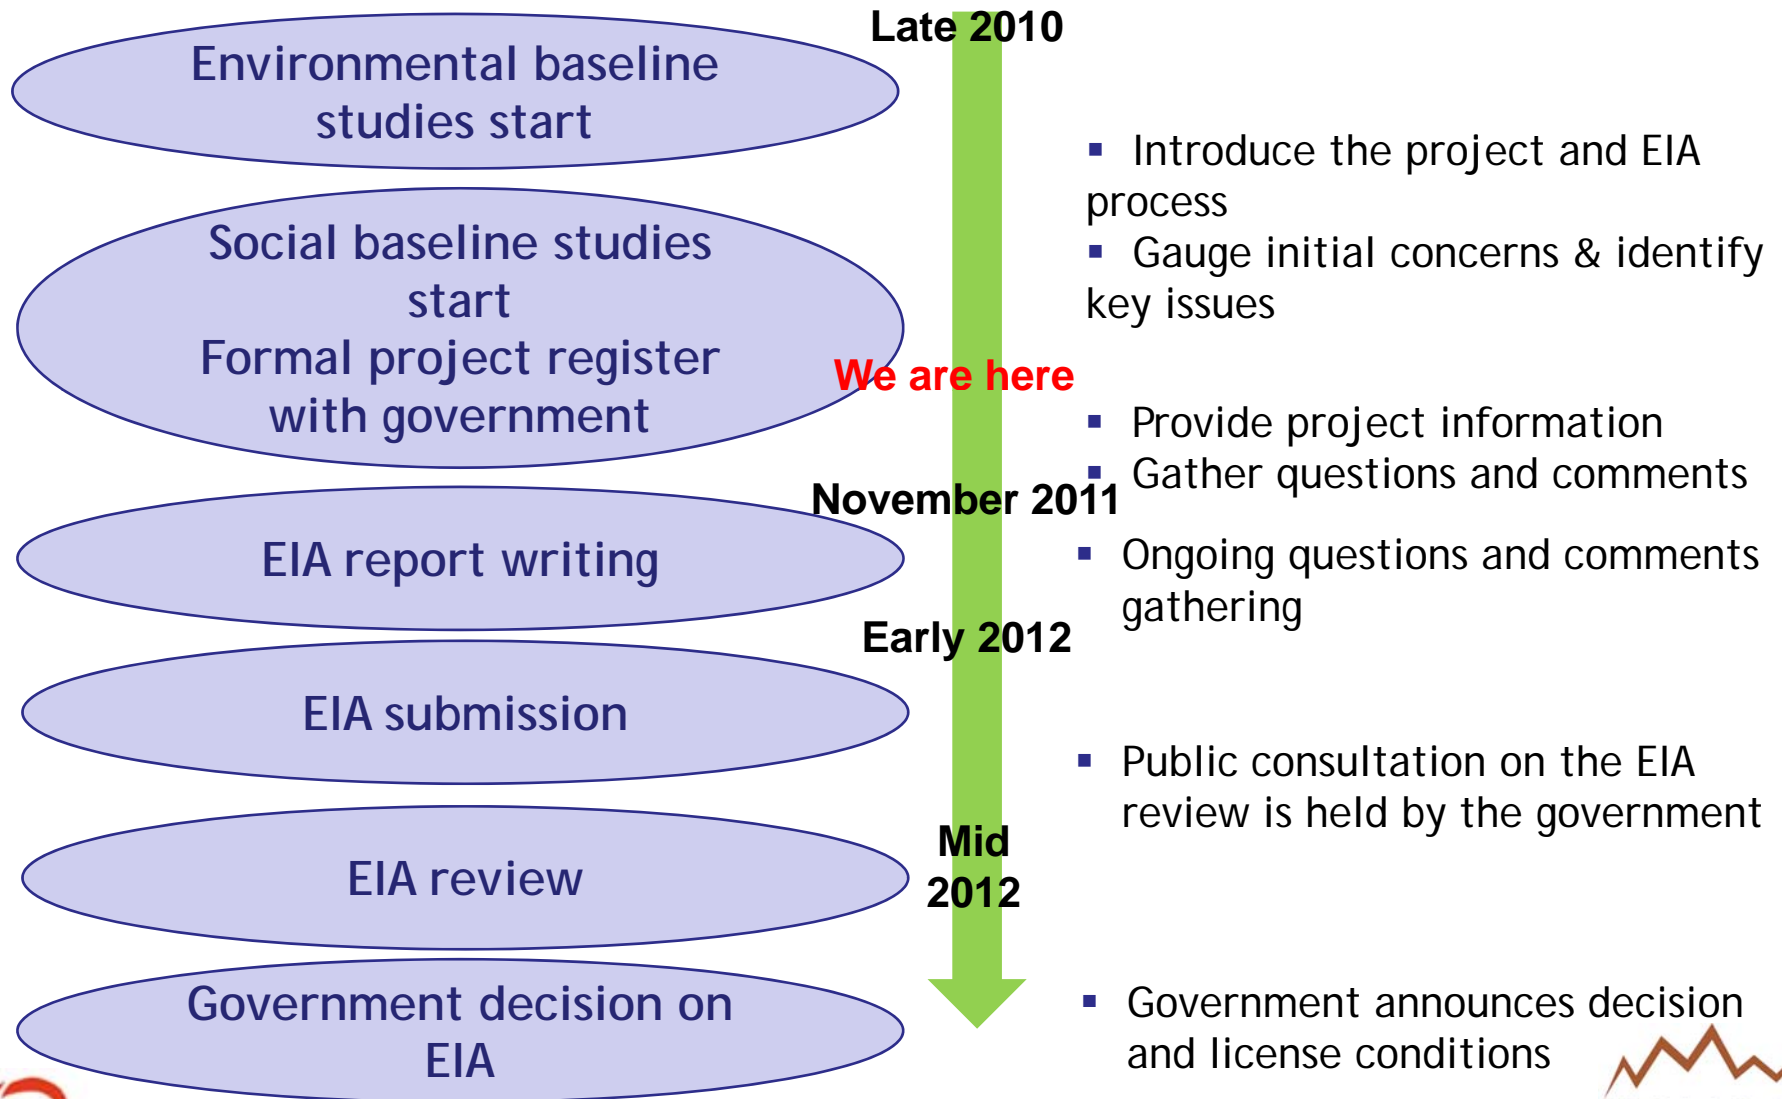 Late 2010
Environmental baseline
studies start
▪ Introduce the project and EIA
process
▪ Gauge initial concerns & identify
key issues
Social baseline studies
start
Formal project register
with government
We are here
▪ Provide project information
▪ Gather questions and comments
November 2011
EIA report writing
▪ Ongoing questions and comments
gathering
Early 2012
EIA submission
▪ Public consultation on the EIA
review is held by the government
Mid
2012
EIA review
Government decision on
EIA
▪ Government announces decision
and license conditions